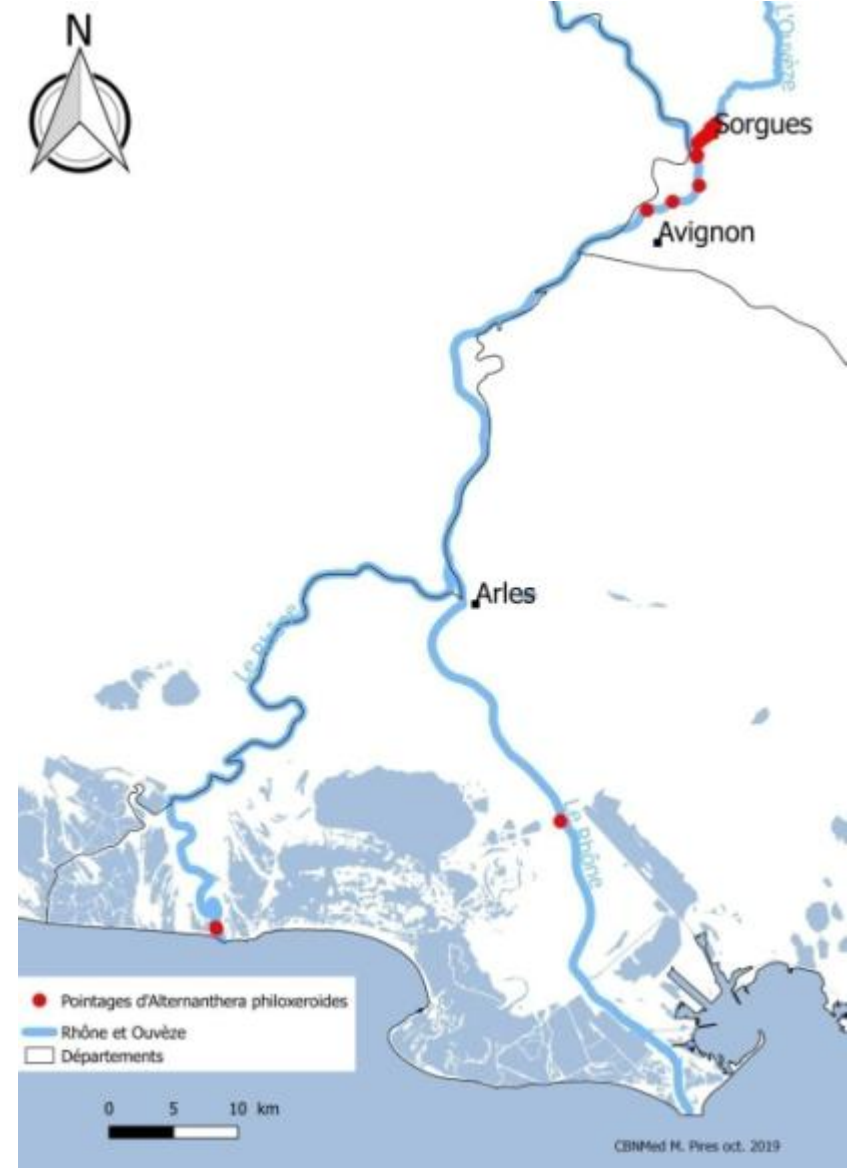 N
L'Ouvèze
Sorgues
Avignon
Arles
Le Rhône
Le Rhône
Pointages d'Alternanthera philoxeroides
Rhône et Ouvèze
Départements
0 5 10 km
CBNMed M. Pires oct. 2019